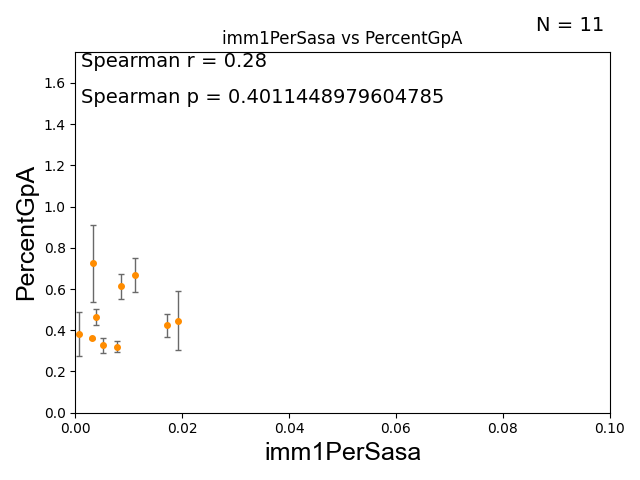 N = 11
imm1PerSasa vs PercentGpA
Spearman r = 0.28
Spearman p = 0.4011448979604785
1.6
1.4
1.2
1.0
0.8
0.6
0.4
0.2
0.0
PercentGpA
0.00 0.02 0.04 0.06 0.08 0.10
imm1PerSasa